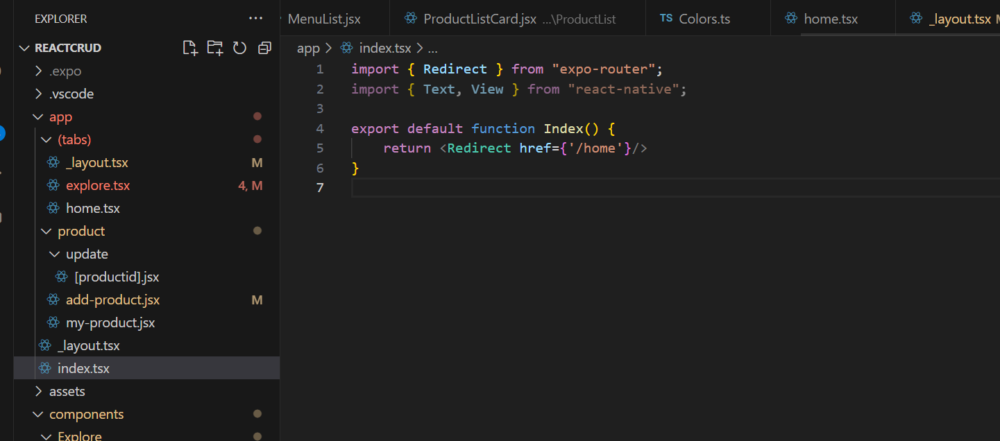 EXPLORER
...
REACTCRUD
.expo
.vscode
app
(tabs)
_layout.tsx M
explore.tsx 4, M
home.tsx
product
update
[productid].jsx
add-product.jsx M
my-product.jsx
_layout.tsx
index.tsx
assets
components
Explore
MenuList.jsx
ProductListCard.jsx ...\ProductList
TS Colors.ts
home.tsx
_layout.tsx M
app > index.tsx > ...
1 import { Redirect } from "expo-router";
2 import { Text, View } from "react-native";
3
4 export default function Index() {
5 return <Redirect href={'/home'}/>
6 }
7